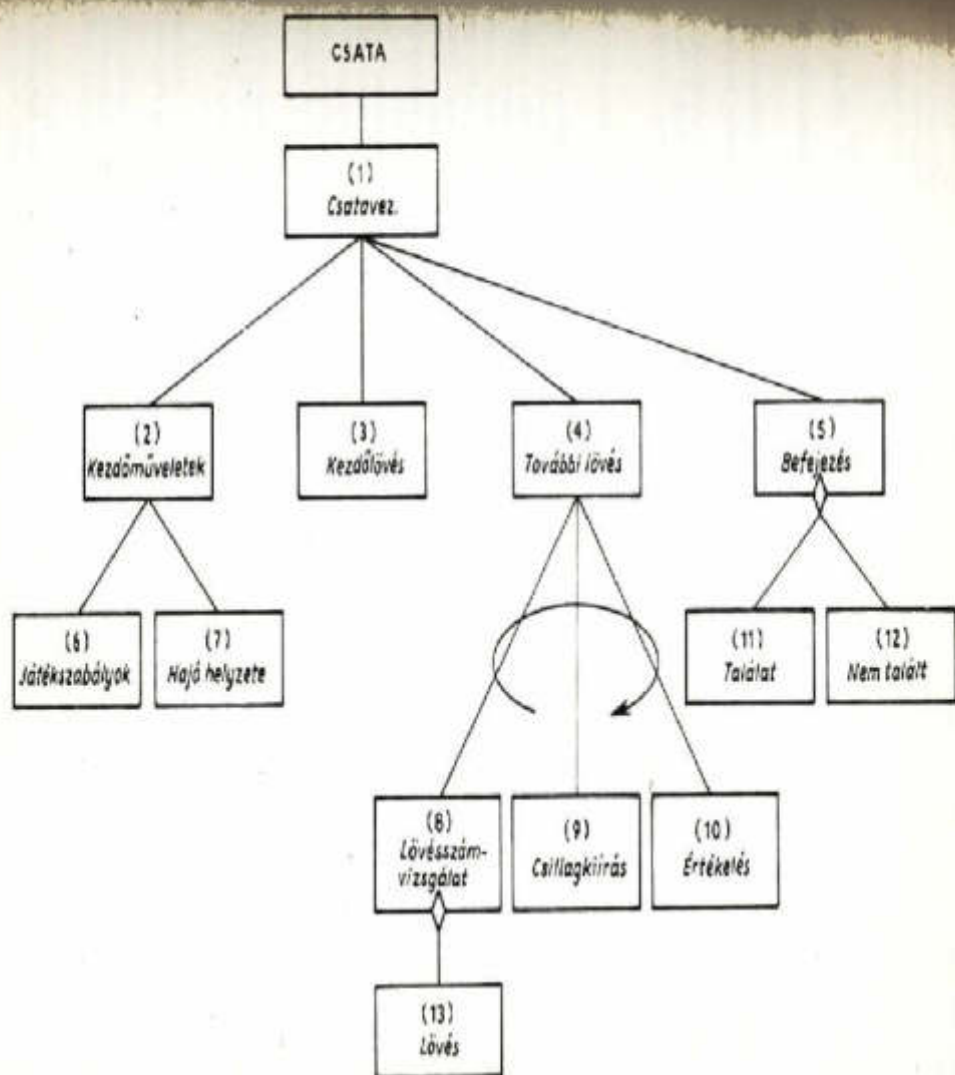 CSATA
(1)
Csatavez.
(2)
Kezdőműveletek
(3)
Kezdőlövés
(4)
További lövés
(5)
Befejezés
(6)
Játékszabályok
(7)
Hajó helyzete
(11)
Találat
(12)
Nem talált
(8)
Lövésszám-
vizsgálat
(9)
Csillagkiírás
(10)
Értékelés
(13)
Lövés